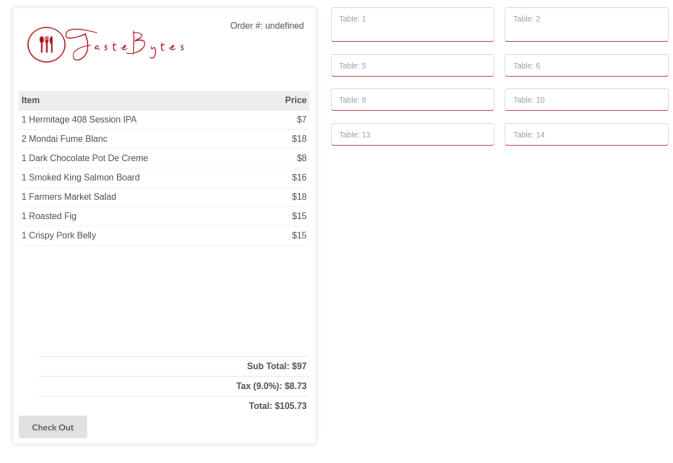 TasteBytes
Order #: undefined
Item Price
1 Hermitage 408 Session IPA $7
2 Mondai Fume Blanc $18
1 Dark Chocolate Pot De Creme $8
1 Smoked King Salmon Board $16
1 Farmers Market Salad $18
1 Roasted Fig $15
1 Crispy Pork Belly $15
Sub Total: $97
Tax (9.0%): $8.73
Total: $105.73
Check Out
Table: 1
Table: 2
Table: 5
Table: 6
Table: 9
Table: 10
Table: 13
Table: 14